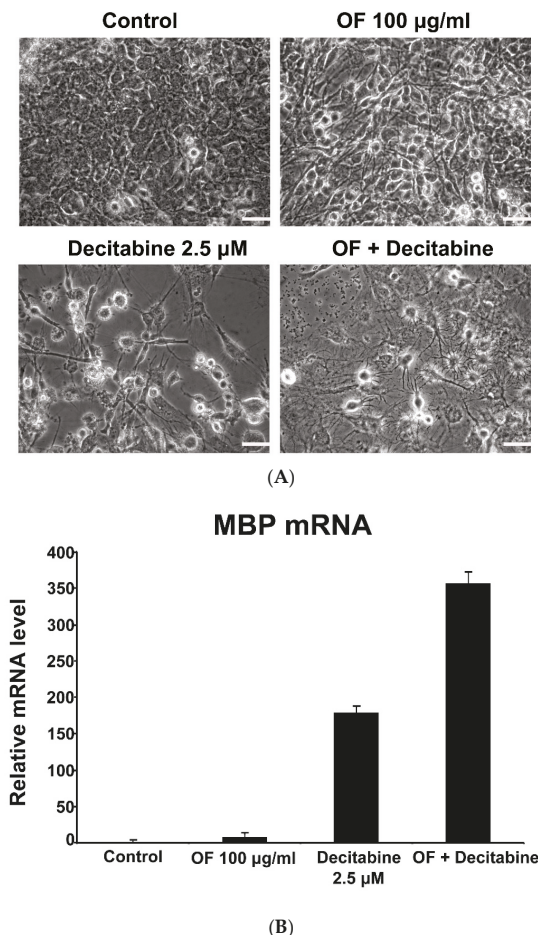 Control
OF 100 µg/ml
Decitabine 2.5 µM
OF + Decitabine
(A)
MBP mRNA
Relative mRNA level
400
350
300
250
200
150
100
50
0
Control
OF 100 µg/ml
Decitabine
2.5 µM
OF + Decitabine
(B)